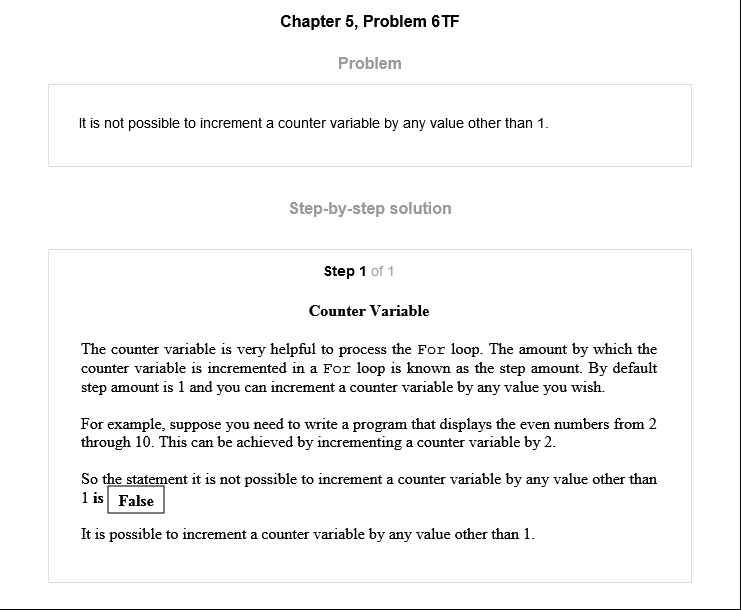 Chapter 5, Problem 6TF
Problem
It is not possible to increment a counter variable by any value other than 1.
Step-by-step solution
Step 1 of 1
Counter Variable
The counter variable is very helpful to process the For loop. The amount by which the
counter variable is incremented in a For loop is known as the step amount. By default
step amount is 1 and you can increment a counter variable by any value you wish.
For example, suppose you need to write a program that displays the even numbers from 2
through 10. This can be achieved by incrementing a counter variable by 2.
So the statement it is not possible to increment a counter variable by any value other than
1 is False
It is possible to increment a counter variable by any value other than 1.